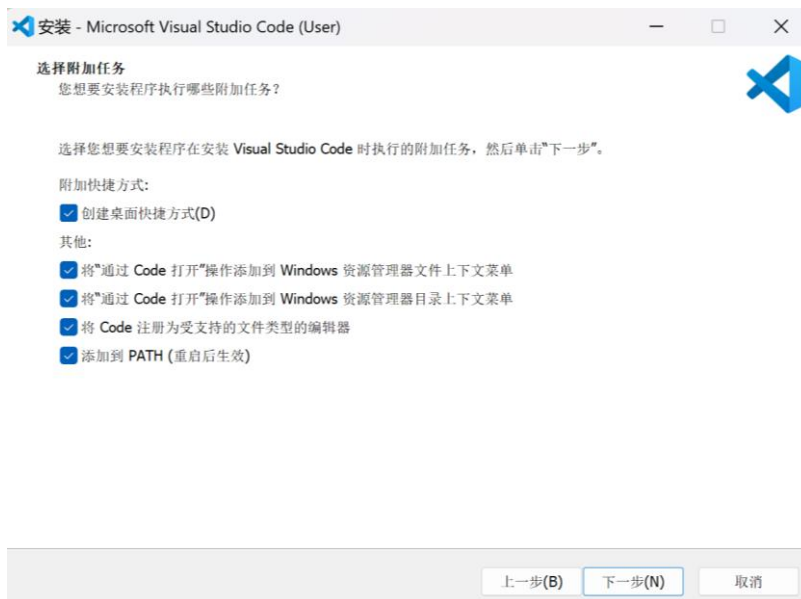 安装 - Microsoft Visual Studio Code (User)
选择附加任务
您想要安装程序执行哪些附加任务？
选择您想要安装程序在安装 Visual Studio Code 时执行的附加任务，然后单击“下一步”。
附加快捷方式:
创建桌面快捷方式(D)
其他:
将“通过 Code 打开”操作添加到 Windows 资源管理器文件上下文菜单
将“通过 Code 打开”操作添加到 Windows 资源管理器目录上下文菜单
将 Code 注册为受支持的文件类型的编辑器
添加到 PATH (重启后生效)
上一步(B) 下一步(N) 取消